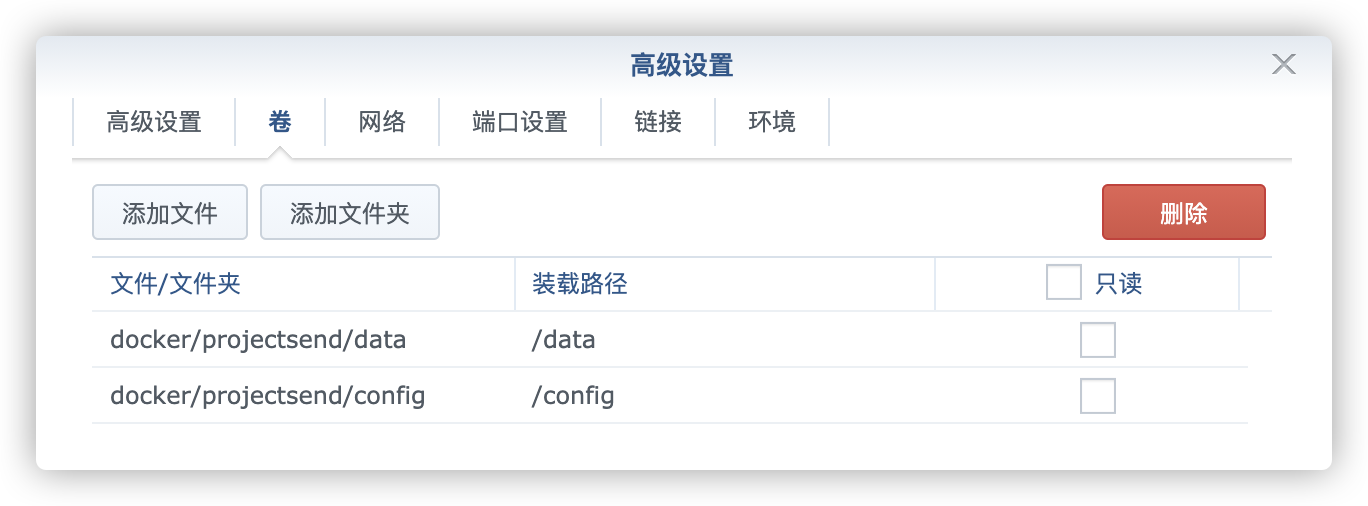 高级设置
高级设置 卷 网络 端口设置 链接 环境
添加文件 添加文件夹 删除
文件/文件夹 装载路径 只读
docker/projectsend/data /data
docker/projectsend/config /config